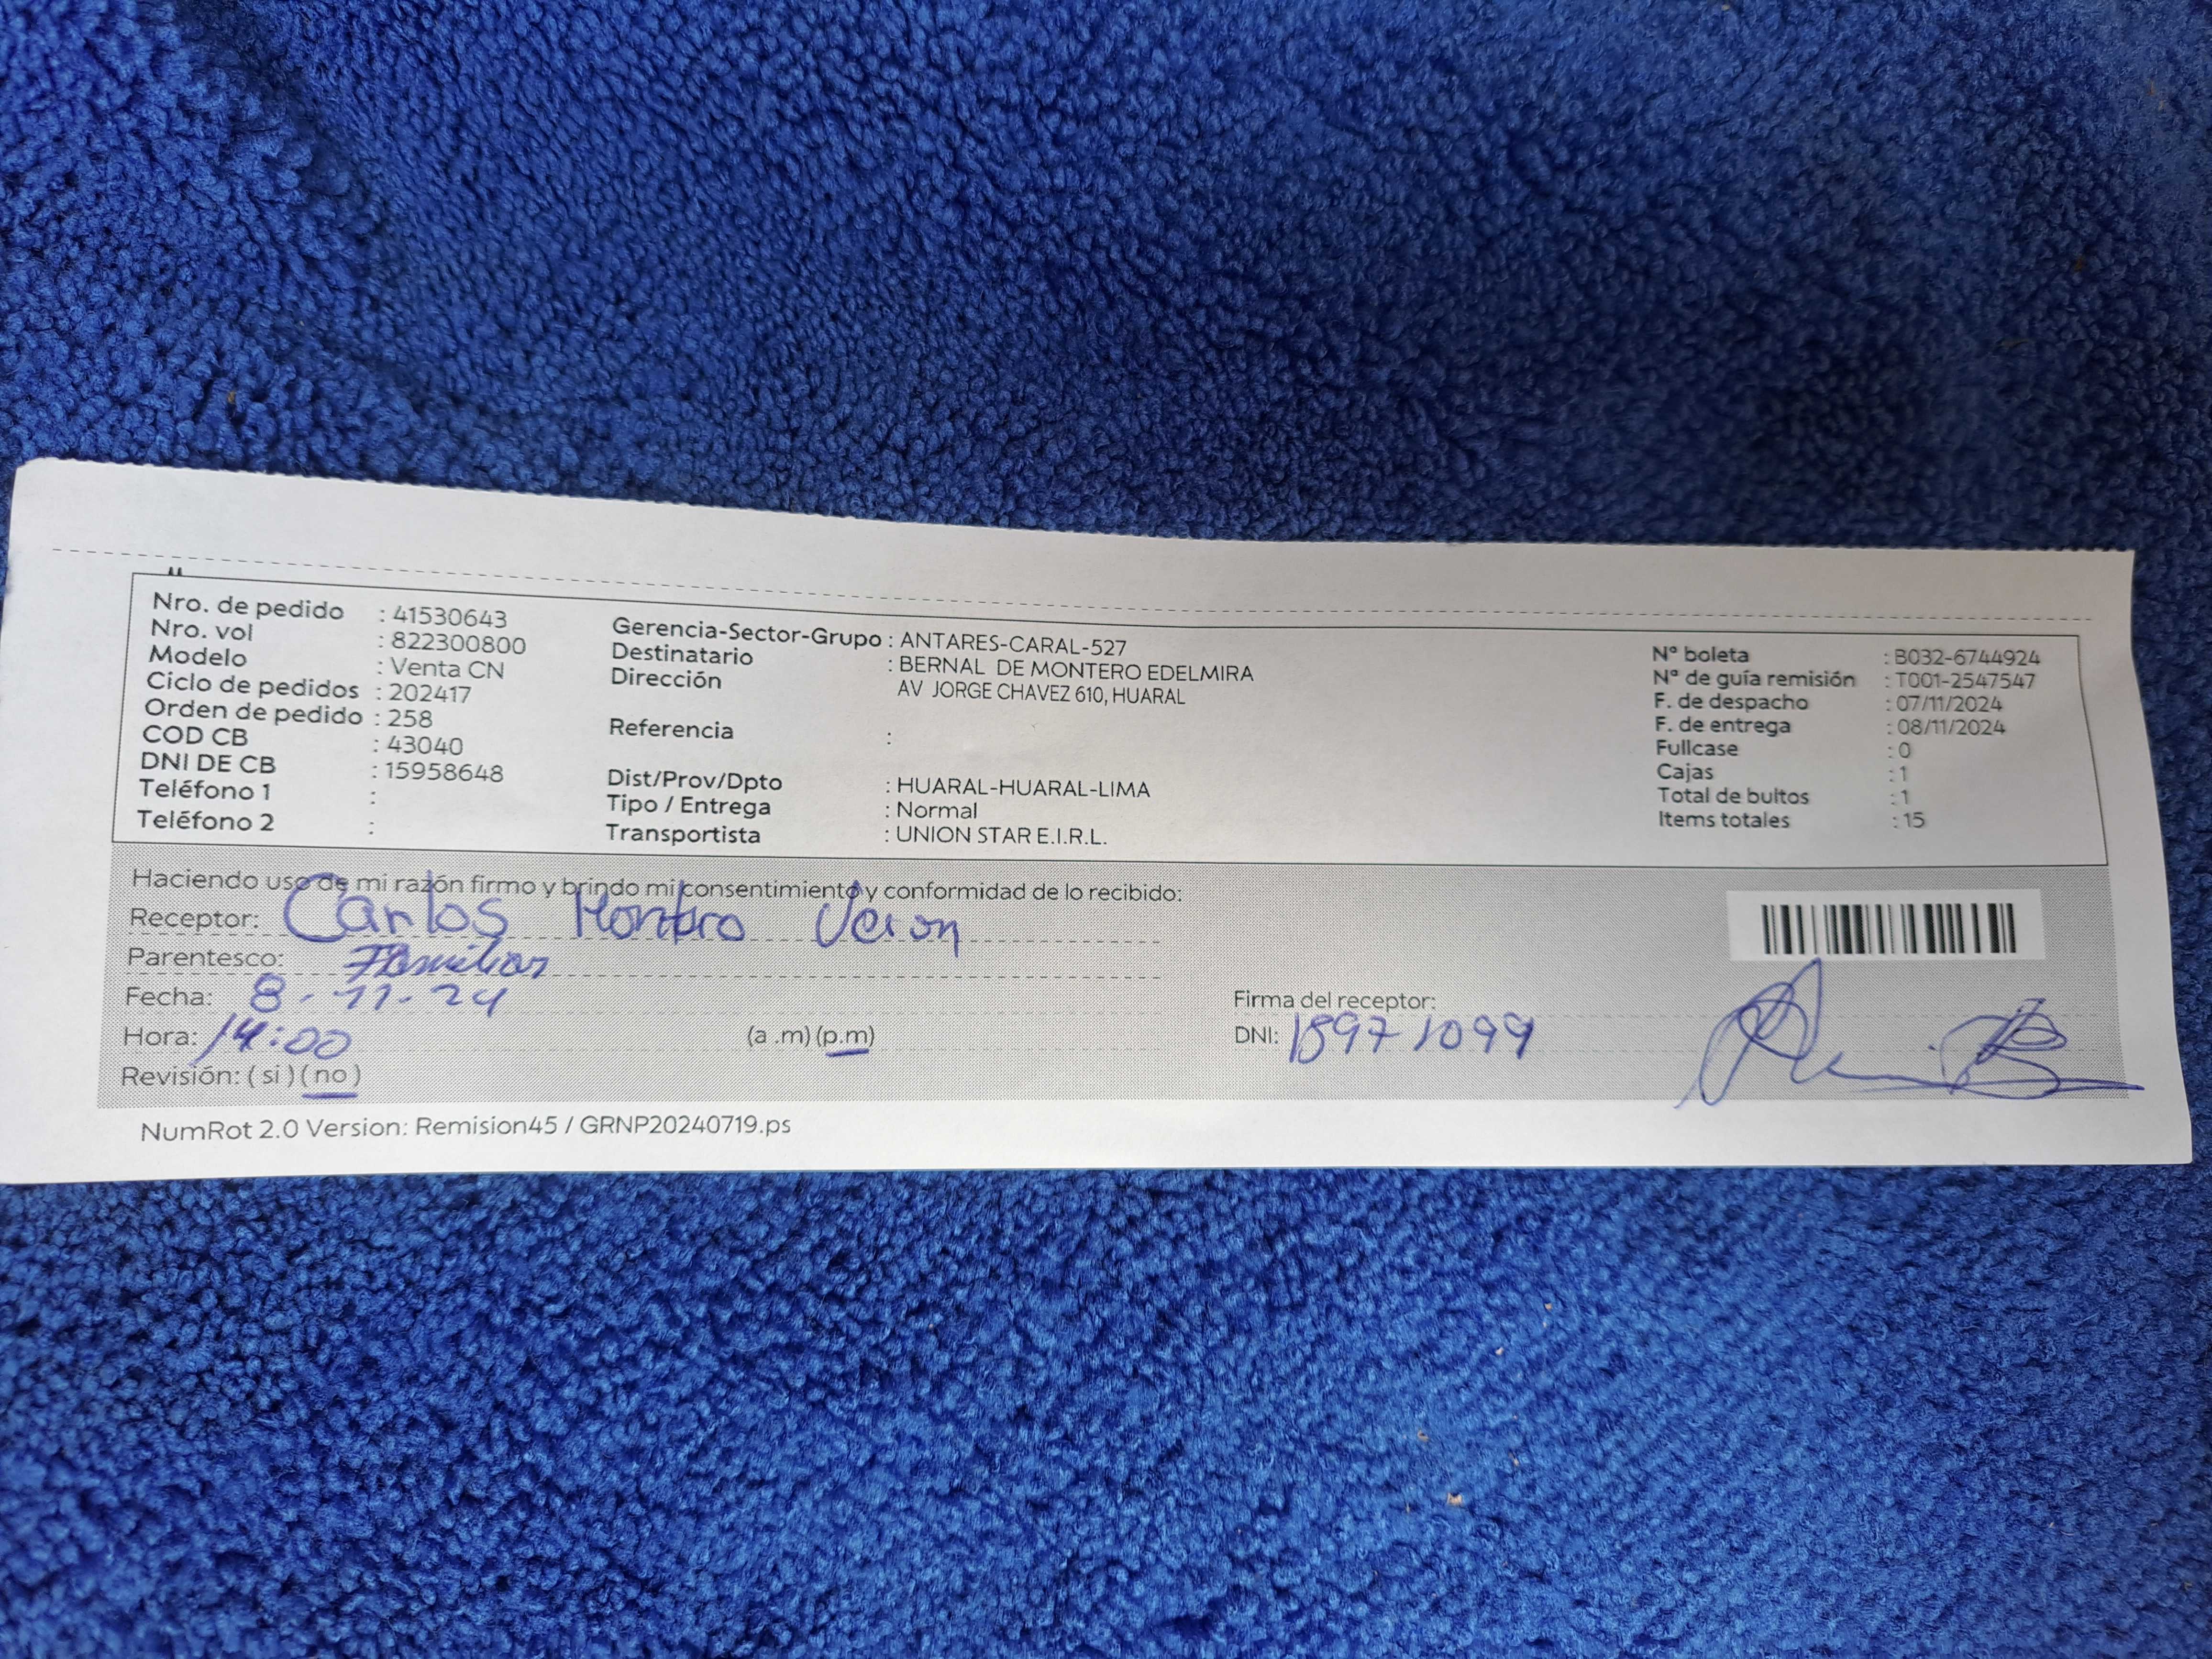 Nro. de pedido : 41530643
Nro. vol : 822300800
Modelo : Venta CN
Ciclo de pedidos : 202417
Orden de pedido : 258
COD CB : 43040
DNI DE CB : 15958648
Teléfono 1 :
Teléfono 2 :
Gerencia-Sector-Grupo : ANTARES-CARAL-527
Destinatario : BERNAL DE MONTERO EDELMIRA
Dirección AV JORGE CHAVEZ 610, HUARAL
Referencia :
Dist/Prov/Dpto : HUARAL-HUARAL-LIMA
Tipo / Entrega : Normal
Transportista : UNION STAR E.I.R.L.
Nº boleta : B032-6744924
Nº de guía remisión : T001-2547547
F. de despacho : 07/11/2024
F. de entrega : 08/11/2024
Fullcase : 0
Cajas : 1
Total de bultos : 1
Items totales : 15
Haciendo uso de mi razón firmo y brindo mi consentimiento y conformidad de lo recibido:
Receptor: Carlos
Parentesco: Familiar
Fecha: 8-11-24
Firma del receptor:
Hora: 14:00 (a .m) (p.m)
DNI: 15971099
Revisión: ( si ) ( no )
NumRot 2.0 Version: Remision45 / GRNP20240719.ps